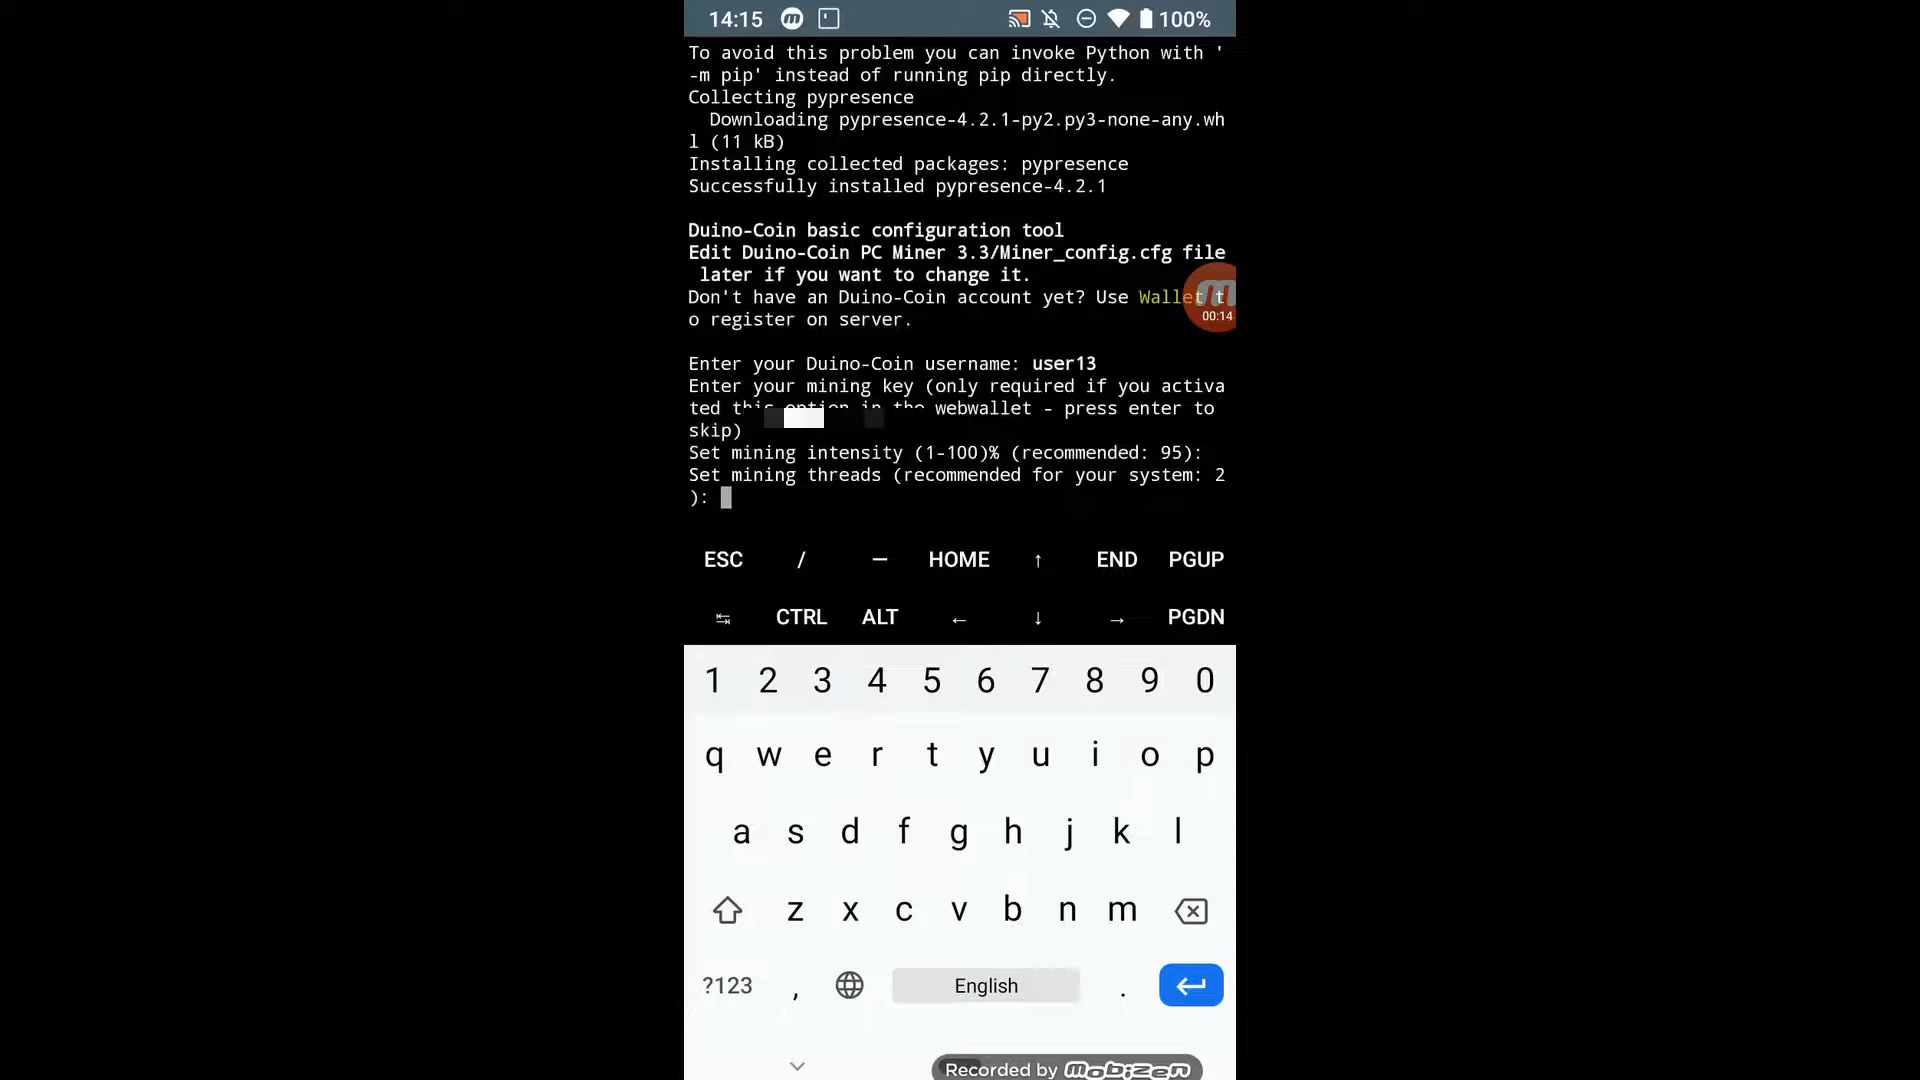 14:15 100%
To avoid this problem you can invoke Python with '
-m pip' instead of running pip directly.
Collecting pypresence
Downloading pypresence-4.2.1-py2.py3-none-any.wh
l (11 kB)
Installing collected packages: pypresence
Successfully installed pypresence-4.2.1
Duino-Coin basic configuration tool
Edit Duino-Coin PC Miner 3.3/Miner_config.cfg file
later if you want to change it.
Don't have an Duino-Coin account yet? Use Wallet t
o register on server.
00:14
Enter your Duino-Coin username: user13
Enter your mining key (only required if you activa
ted this option in the webwallet - press enter to
skip)
Set mining intensity (1-100)% (recommended: 95):
Set mining threads (recommended for your system: 2
):
ESC / — HOME ↑ END PGUP
↹ CTRL ALT ← ↓ → PGDN
1 2 3 4 5 6 7 8 9 0
q w e r t y u i o p
a s d f g h j k l
z x c v b n m
?123 , English .
Recorded by mobizen